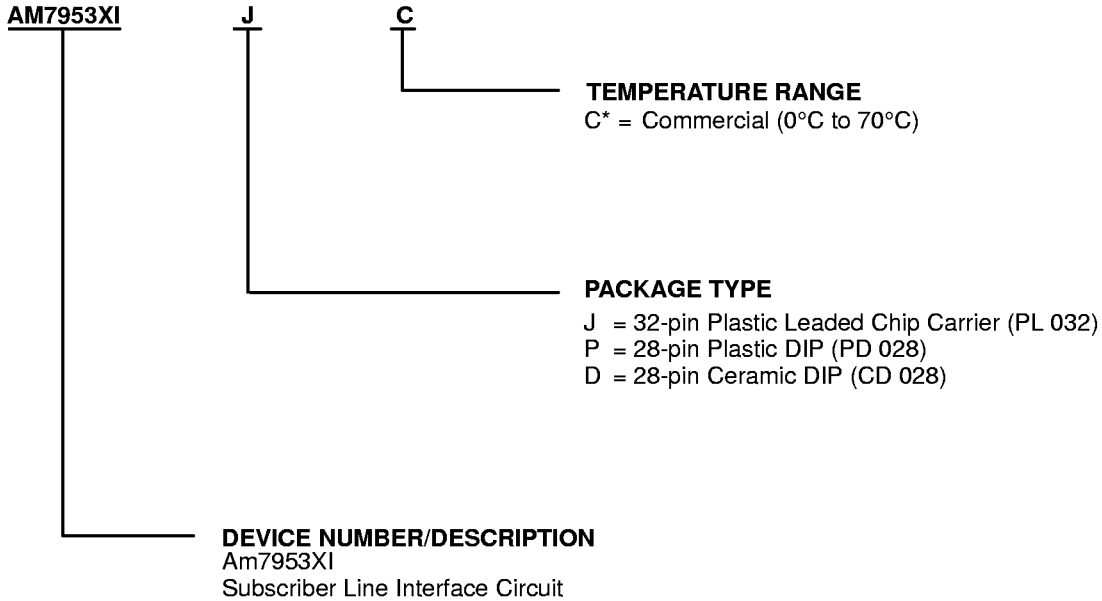 AM7953XI J C
TEMPERATURE RANGE
C* = Commercial (0°C to 70°C)
PACKAGE TYPE
J = 32-pin Plastic Leaded Chip Carrier (PL 032)
P = 28-pin Plastic DIP (PD 028)
D = 28-pin Ceramic DIP (CD 028)
DEVICE NUMBER/DESCRIPTION
Am7953XI
Subscriber Line Interface Circuit